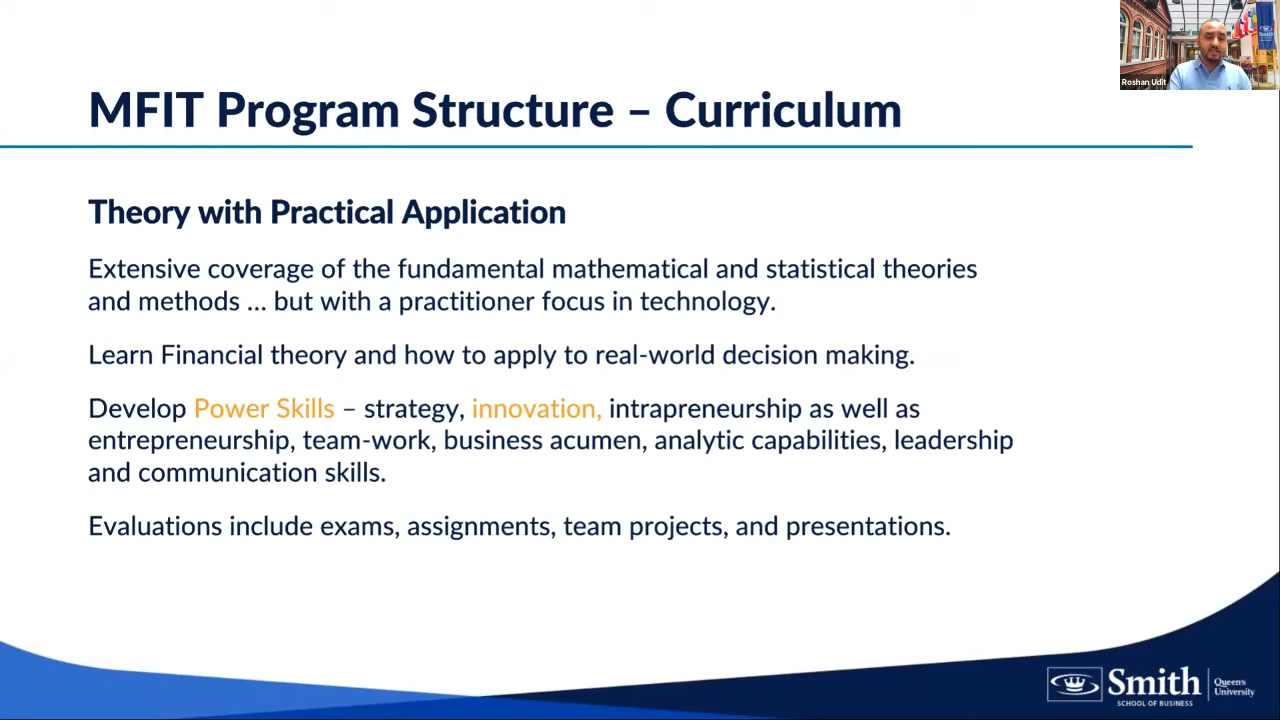 Roshan Udit
MFIT Program Structure – Curriculum
Theory with Practical Application
Extensive coverage of the fundamental mathematical and statistical theories
and methods ... but with a practitioner focus in technology.
Learn Financial theory and how to apply to real-world decision making.
Develop Power Skills – strategy, innovation, intrapreneurship as well as
entrepreneurship, team-work, business acumen, analytic capabilities, leadership
and communication skills.
Evaluations include exams, assignments, team projects, and presentations.
Smith
SCHOOL OF BUSINESS
Queen's
University